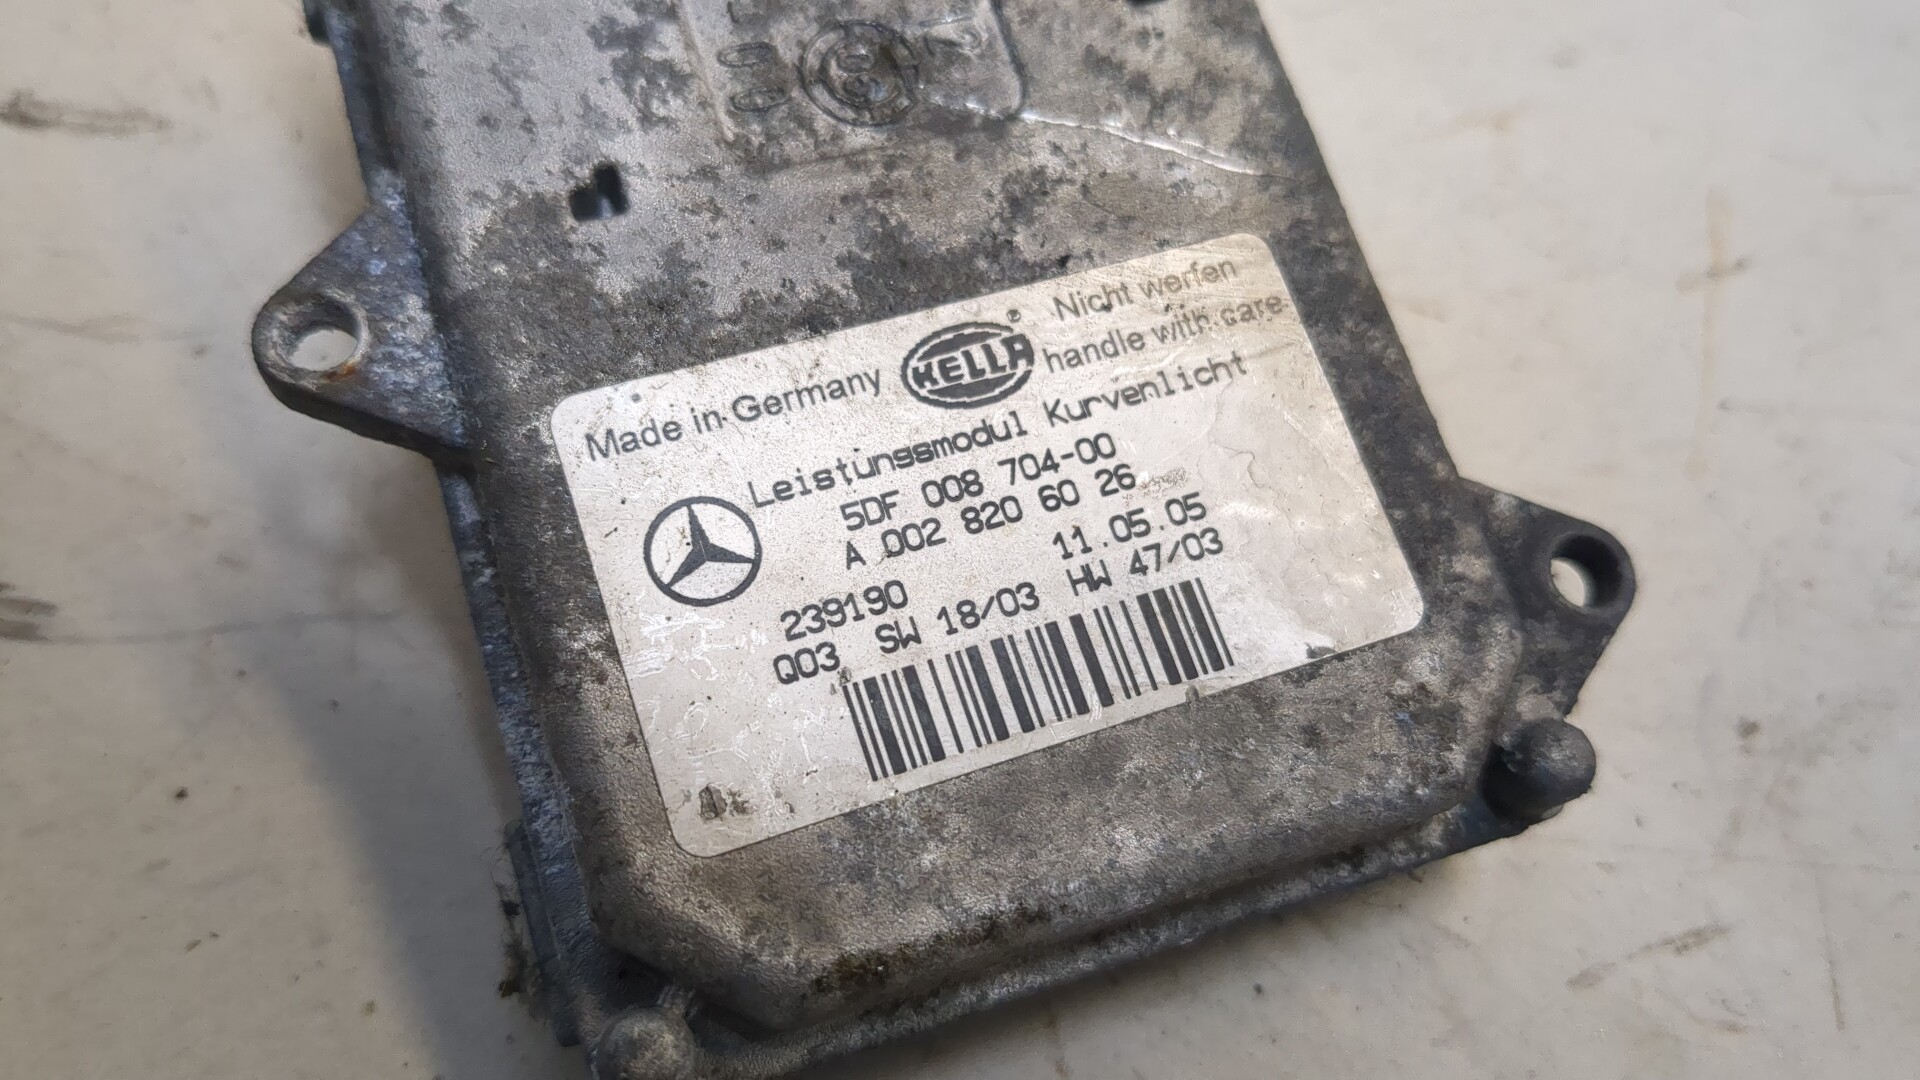 Made in Germany HELLA ® Nicht werfen
handle with care
Leistungsmodul Kurvenlicht
5DF 008 704-00
A 002 820 60 26
239190 11.05.05
Q03 SW 18/03 HW 47/03